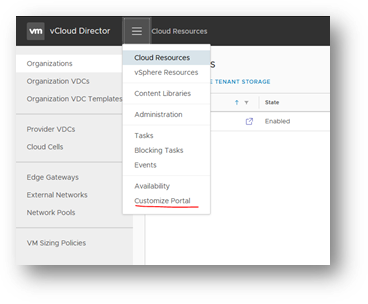 vm vCloud Director Cloud Resources
Organizations
Organization VDCs
Organization VDC Templates
Provider VDCs
Cloud Cells
Edge Gateways
External Networks
Network Pools
VM Sizing Policies
Cloud Resources
vSphere Resources
Content Libraries
Administration
Tasks
Blocking Tasks
Events
Availability
Customize Portal
TENANT STORAGE
State
Enabled